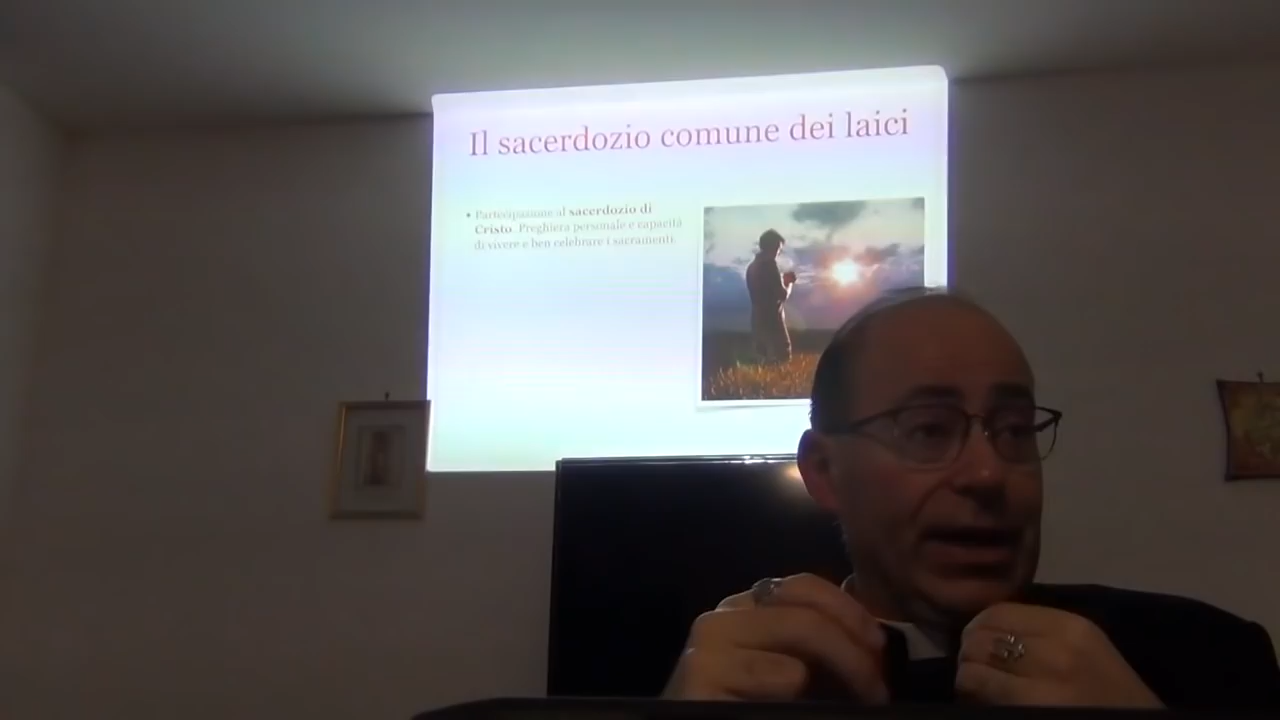 Il sacerdozio comune dei laici
• Partecipazione al sacerdozio di
Cristo. Preghiera personale e capacità
di vivere e ben celebrare i sacramenti.